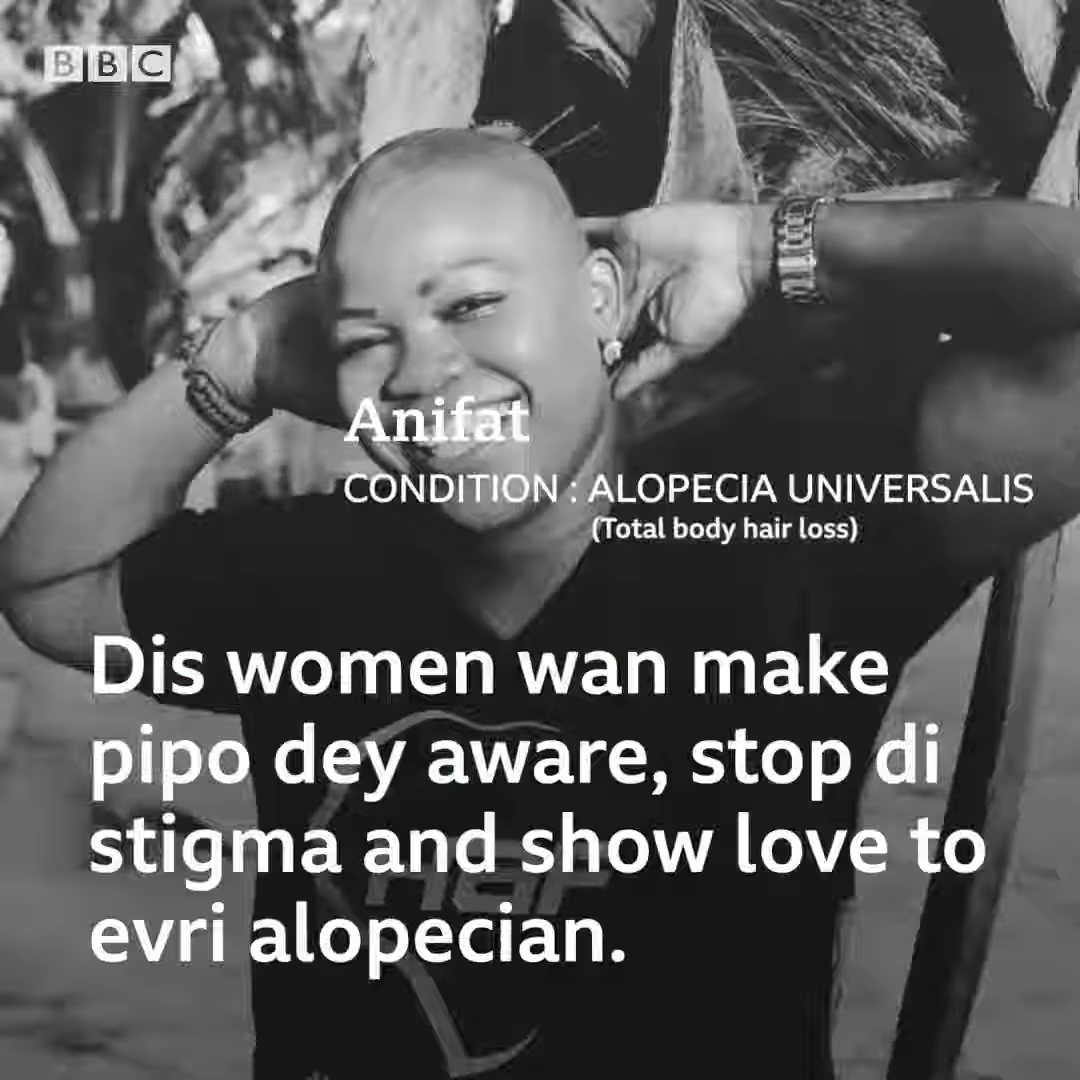 BBC
Anifat
CONDITION : ALOPECIA UNIVERSALIS
(Total body hair loss)
Dis women wan make
pipo dey aware, stop di
stigma and show love to
evri alopecian.